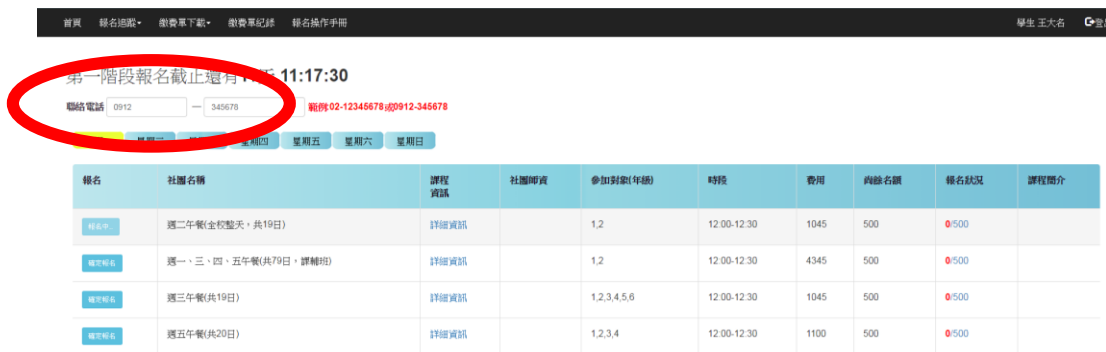 首頁 報名追蹤 繳費單下載 繳費單紀錄 報名操作手冊 學生 王大名
第一階段報名截止還有 11:17:30
聯絡電話 0912 — 345678 範例:02-12345678或0912-345678
星期四 星期五 星期六 星期日
報名 社團名稱 課程資訊 社團師資 參加對象(年級) 時段 費用 尚餘名額 報名狀況 課程簡介
報名中... 週二午餐(全校整天,共19日) 詳細資訊 1,2 12:00-12:30 1045 500 0/500
確定報名 週一、三、四、五午餐(共79日,課輔班) 詳細資訊 1,2 12:00-12:30 4345 500 0/500
確定報名 週三午餐(共19日) 詳細資訊 1,2,3,4,5,6 12:00-12:30 1045 500 0/500
確定報名 週五午餐(共20日) 詳細資訊 1,2,3,4 12:00-12:30 1100 500 0/500